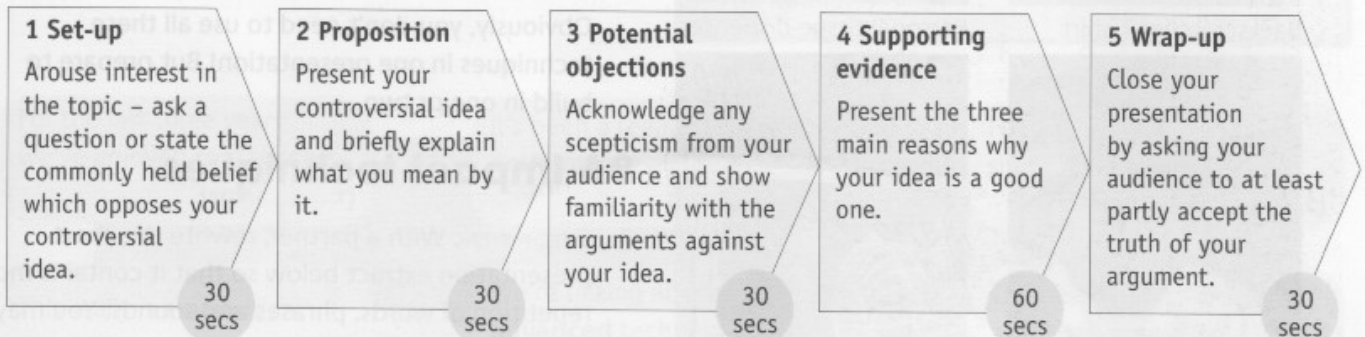 1 Set-up
Arouse interest in
the topic – ask a
question or state the
commonly held belief
which opposes your
controversial
idea.
30
secs
2 Proposition
Present your
controversial idea
and briefly explain
what you mean by
it.
30
secs
3 Potential
objections
Acknowledge any
scepticism from your
audience and show
familiarity with the
arguments against
your idea.
30
secs
4 Supporting
evidence
Present the three
main reasons why
your idea is a good
one.
60
secs
5 Wrap-up
Close your
presentation
by asking your
audience to at least
partly accept the
truth of your
argument.
30
secs